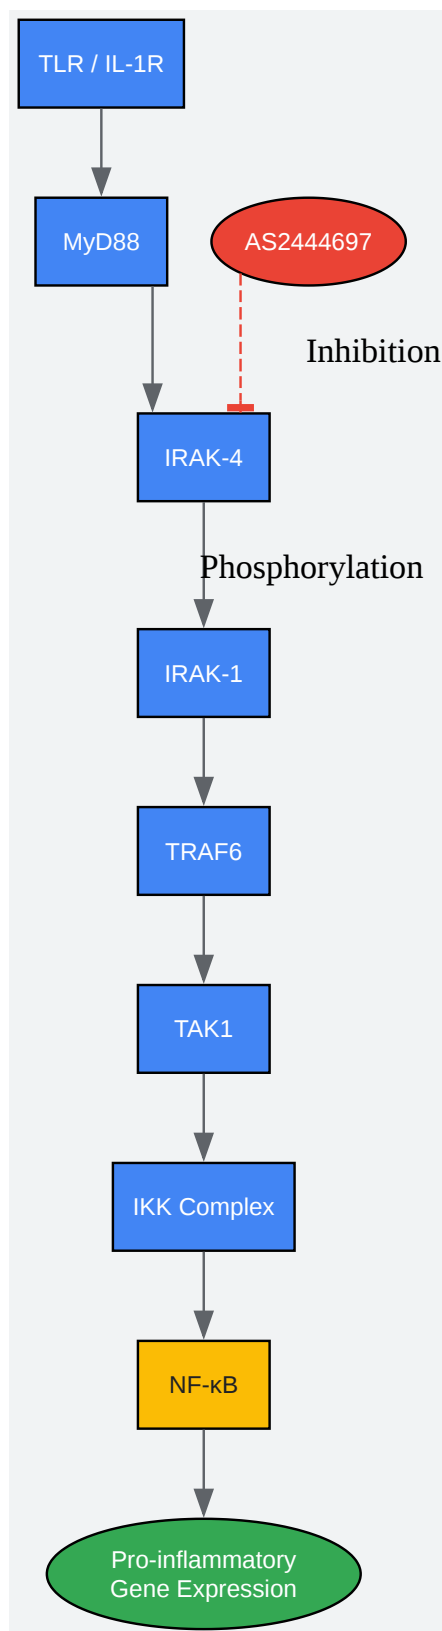 TLR / IL-1R
MyD88
AS2444697
Inhibition
IRAK-4
Phosphorylation
IRAK-1
TRAF6
TAK1
IKK Complex
NF-κB
Pro-inflammatory
Gene Expression